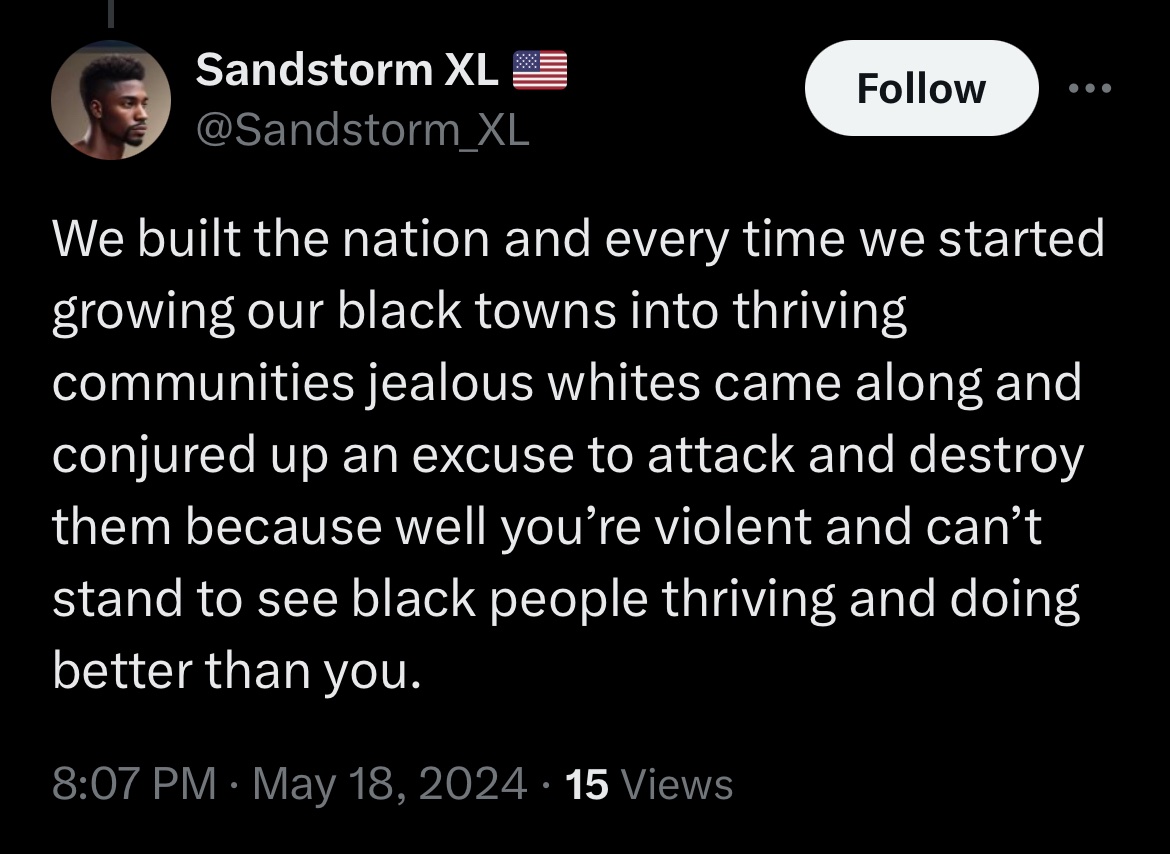 Sandstorm XL 🇺🇸
Follow
@Sandstorm_XL
We built the nation and every time we started
growing our black towns into thriving
communities jealous whites came along and
conjured up an excuse to attack and destroy
them because well you’re violent and can’t
stand to see black people thriving and doing
better than you.
8:07 PM · May 18, 2024 · 15 Views